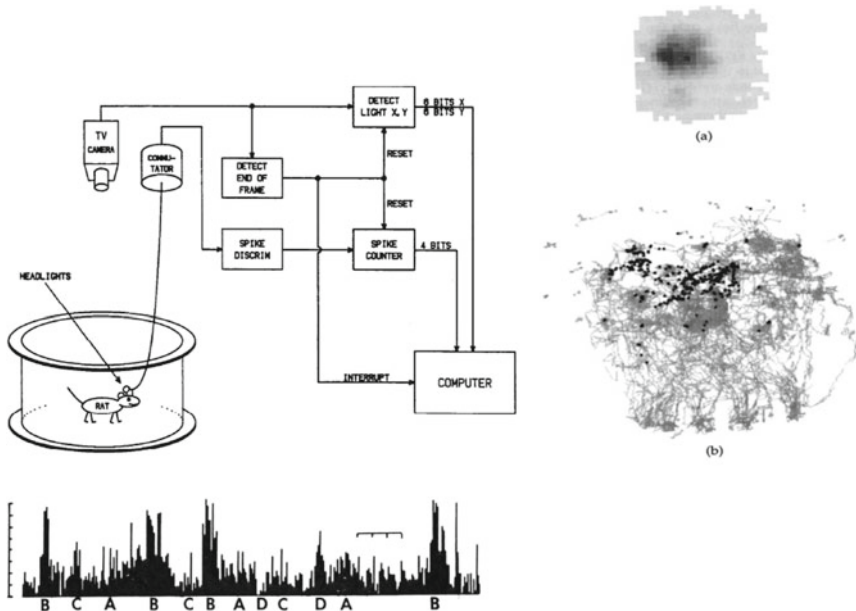 (a)
TV
CAMERA
COMMU-
TATOR
DETECT
LIGHT X,Y
6 BITS X
6 BITS Y
RESET
DETECT
END OF
FRAME
RESET
SPIKE
DISCRIM
SPIKE
COUNTER
4 BITS
HEADLIGHTS
INTERRUPT
COMPUTER
RAT
(b)
B C A B C B A D C D A B